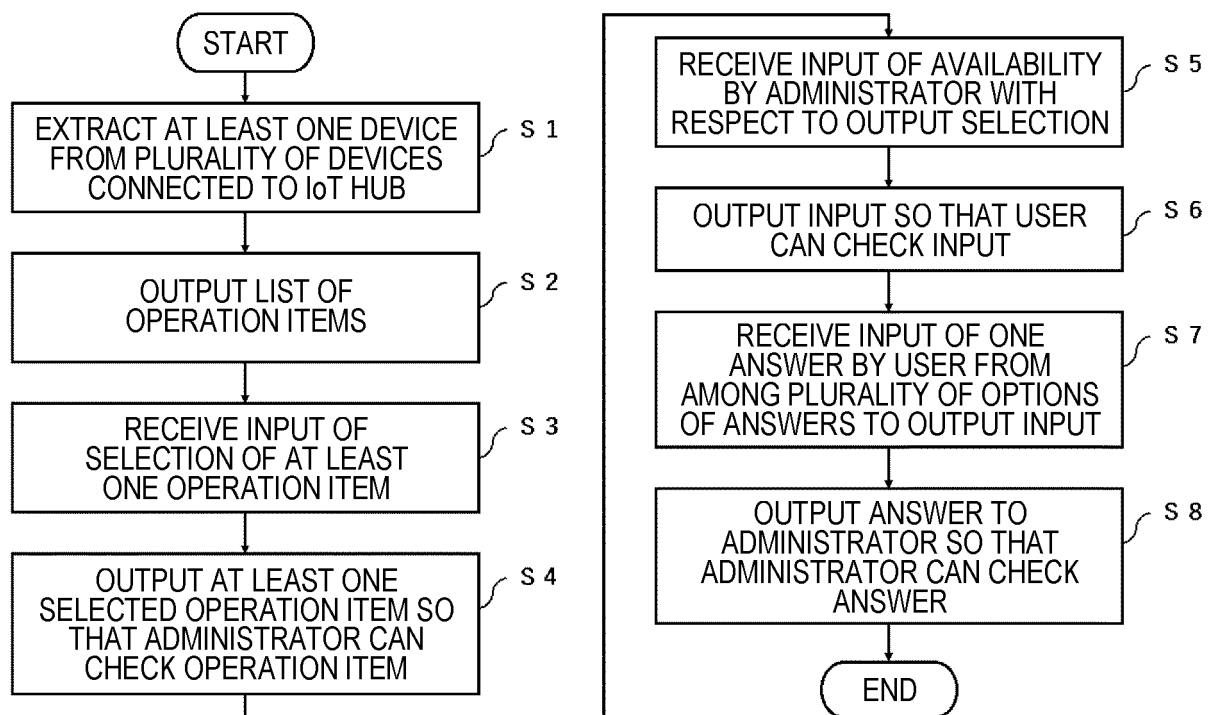 START
EXTRACT AT LEAST ONE DEVICE
FROM PLURALITY OF DEVICES
CONNECTED TO IoT HUB
S 1
OUTPUT LIST OF
OPERATION ITEMS
S 2
RECEIVE INPUT OF
SELECTION OF AT LEAST
ONE OPERATION ITEM
S 3
OUTPUT AT LEAST ONE
SELECTED OPERATION ITEM SO
THAT ADMINISTRATOR CAN
CHECK OPERATION ITEM
S 4
RECEIVE INPUT OF AVAILABILITY
BY ADMINISTRATOR WITH
RESPECT TO OUTPUT SELECTION
S 5
OUTPUT INPUT SO THAT USER
CAN CHECK INPUT
S 6
RECEIVE INPUT OF ONE
ANSWER BY USER FROM
AMONG PLURALITY OF OPTIONS
OF ANSWERS TO OUTPUT INPUT
S 7
OUTPUT ANSWER TO
ADMINISTRATOR SO THAT
ADMINISTRATOR CAN CHECK
ANSWER
S 8
END